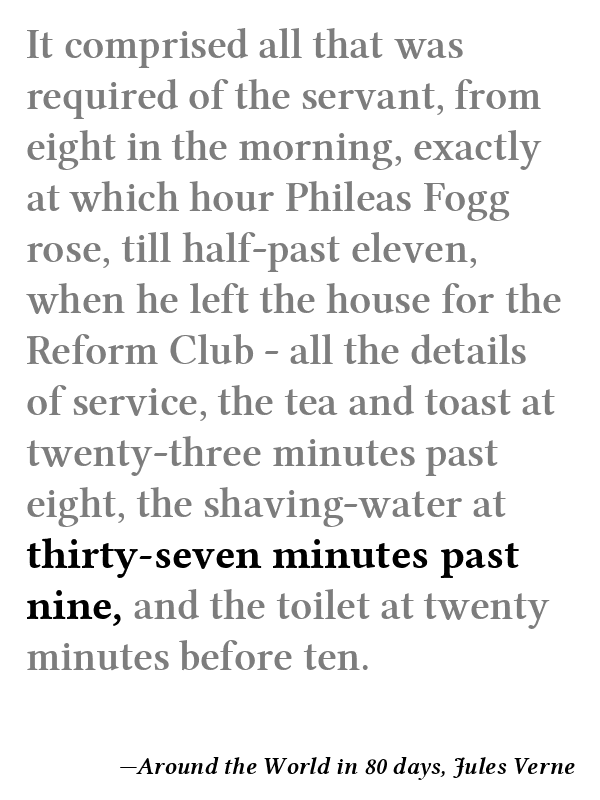 It comprised all that was
required of the servant, from
eight in the morning, exactly
at which hour Phileas Fogg
rose, till half-past eleven,
when he left the house for the
Reform Club - all the details
of service, the tea and toast at
twenty-three minutes past
eight, the shaving-water at
thirty-seven minutes past
nine, and the toilet at twenty
minutes before ten.
—Around the World in 80 days, Jules Verne